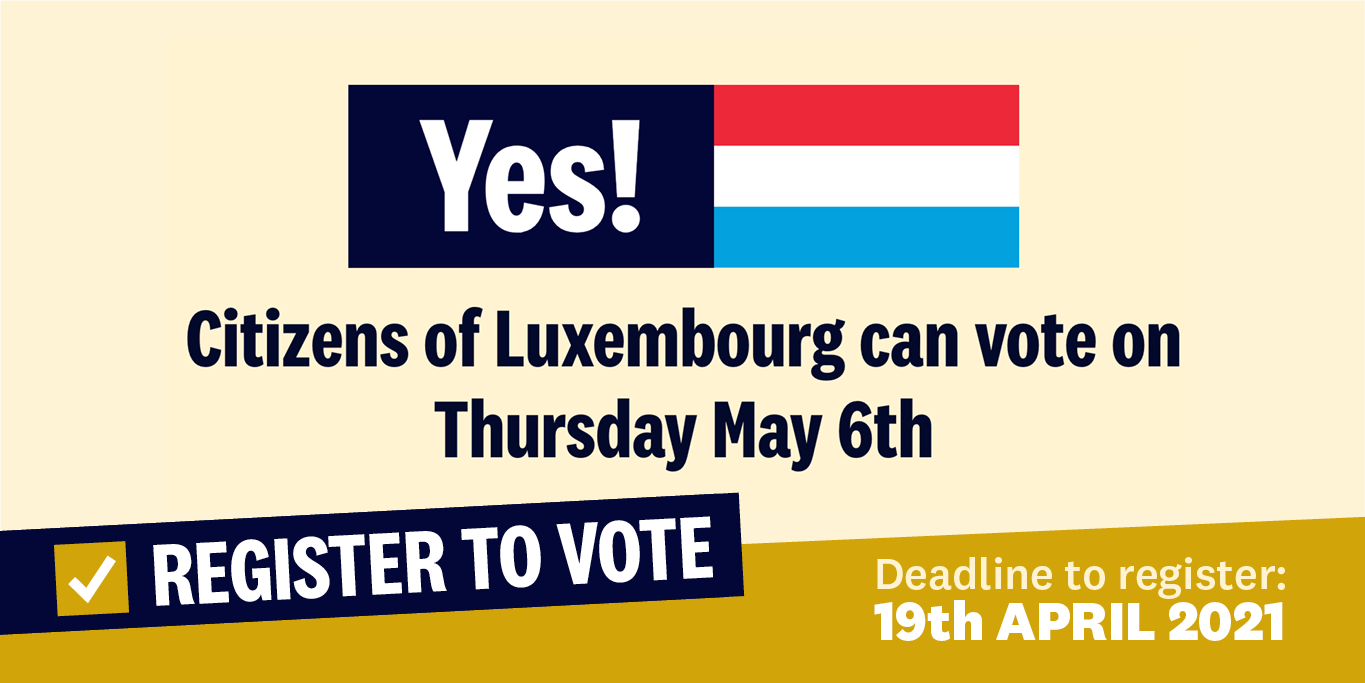 Yes!
Citizens of Luxembourg can vote on
Thursday May 6th
REGISTER TO VOTE
Deadline to register:
19th APRIL 2021